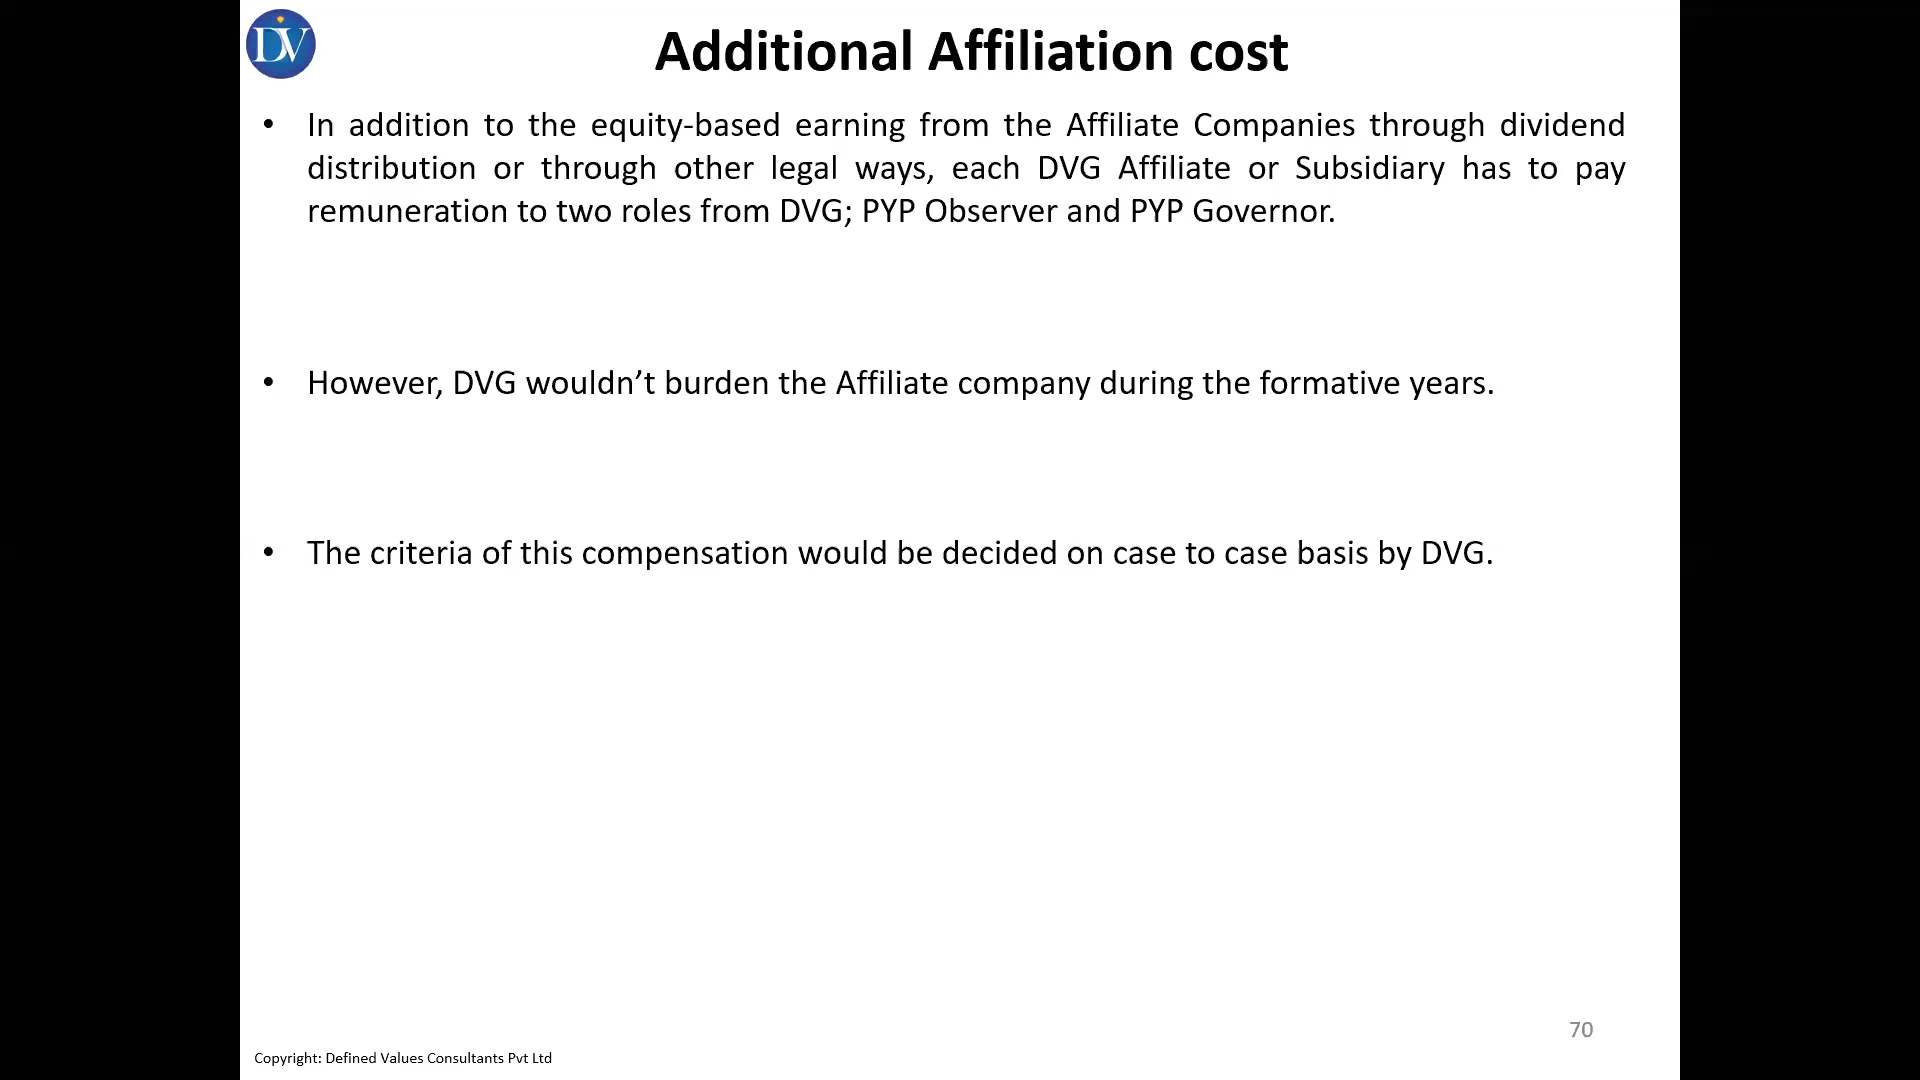 DV
Additional Affiliation cost
• In addition to the equity-based earning from the Affiliate Companies through dividend
distribution or through other legal ways, each DVG Affiliate or Subsidiary has to pay
remuneration to two roles from DVG; PYP Observer and PYP Governor.
• However, DVG wouldn’t burden the Affiliate company during the formative years.
• The criteria of this compensation would be decided on case to case basis by DVG.
70
Copyright: Defined Values Consultants Pvt Ltd